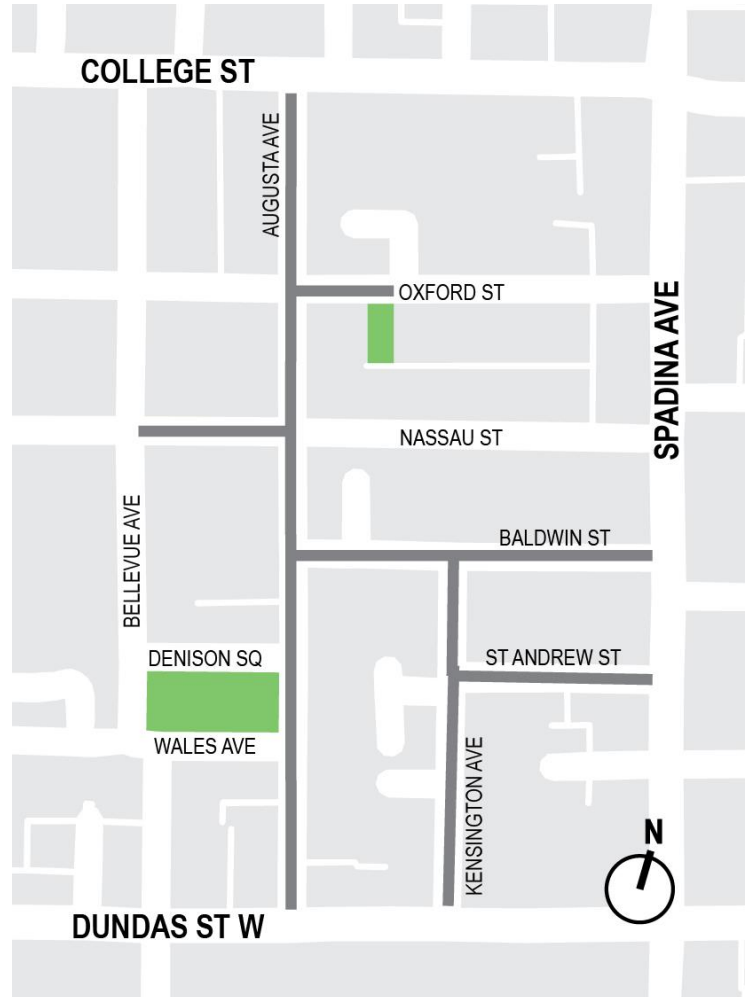 COLLEGE ST
AUGUSTA AVE
OXFORD ST
SPADINA AVE
NASSAU ST
BELLEVUE AVE
BALDWIN ST
DENISON SQ
ST ANDREW ST
WALES AVE
KENSINGTON AVE
N
DUNDAS ST W